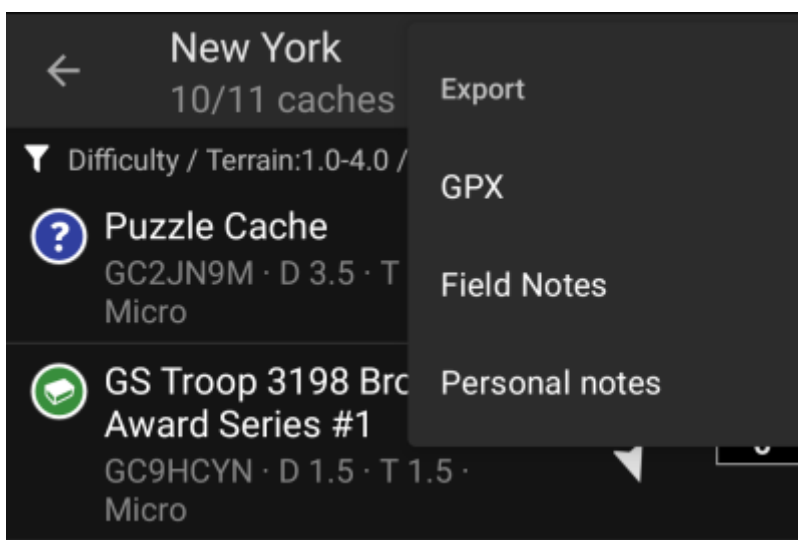 New York
10/11 caches
Difficulty / Terrain:1.0-4.0 /
Puzzle Cache
GC2JN9M · D 3.5 · T
Micro
GS Troop 3198
Award Series #1
GC9HCYN · D 1.5 · T 1.5 ·
Micro
Export
GPX
Field Notes
Personal notes